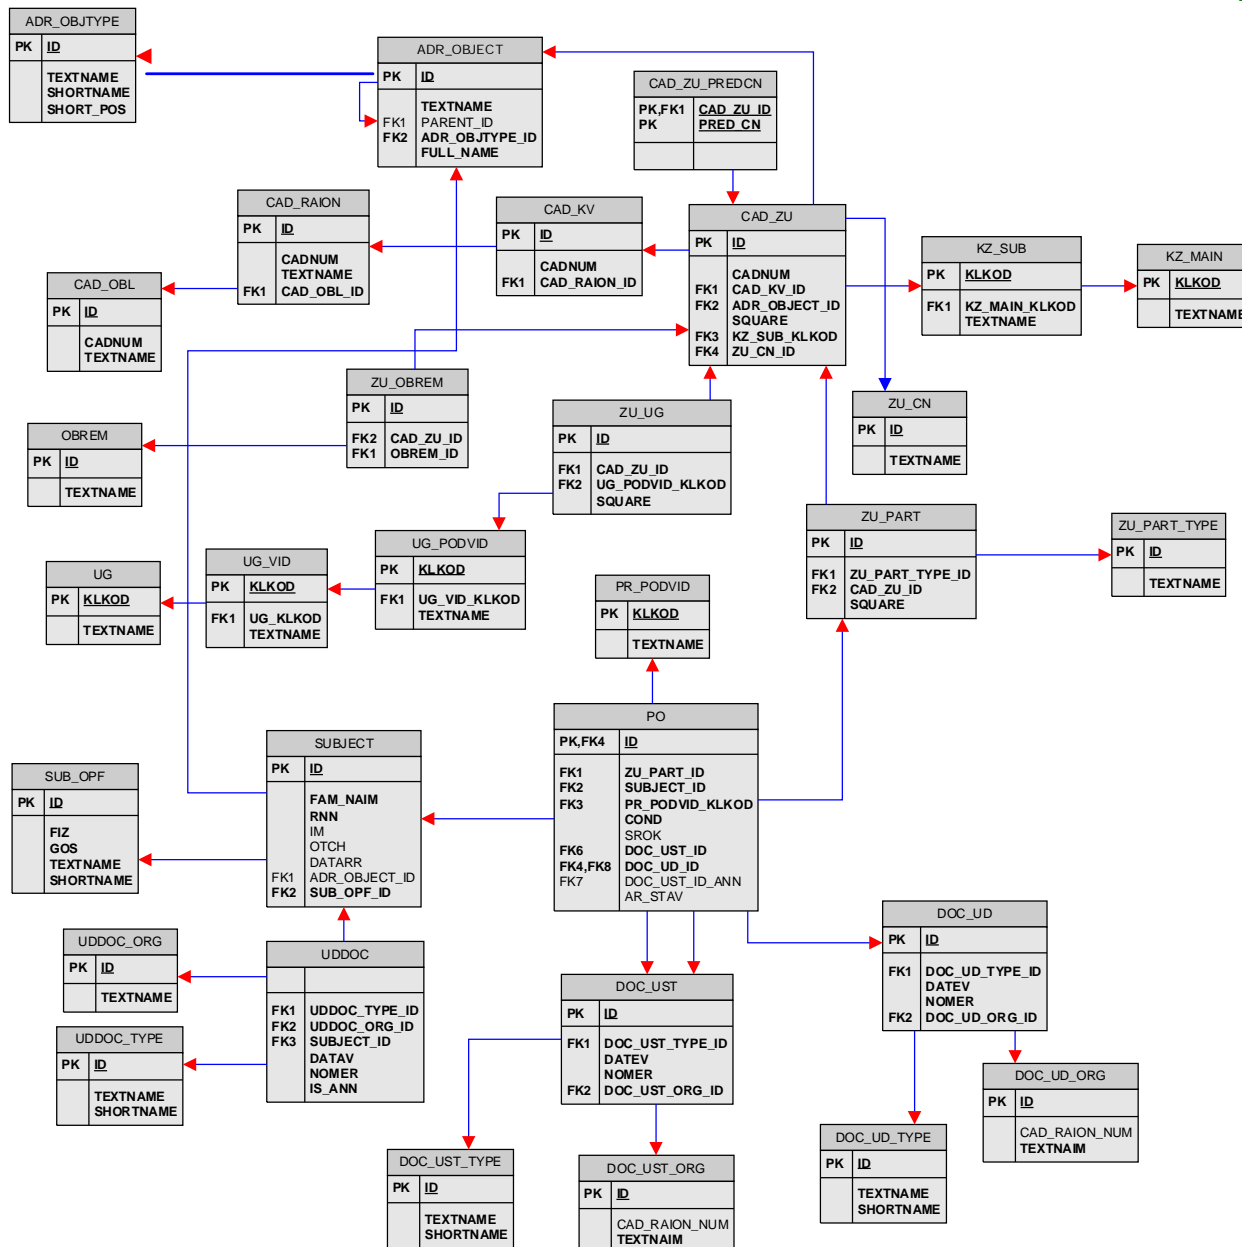 ADR_OBJTYPE
PK ID
TEXTNAME
SHORTNAME
SHORT_POS
ADR_OBJECT
PK ID
TEXTNAME
FK1 PARENT_ID
FK2 ADR_OBJTYPE_ID
FULL_NAME
CAD_ZU_PREDCN
PK,FK1 CAD_ZU_ID
PK PRED_CN
CAD_RAION
PK ID
CADNUM
TEXTNAME
FK1 CAD_OBL_ID
CAD_KV
PK ID
CADNUM
FK1 CAD_RAION_ID
CAD_ZU
PK ID
CADNUM
FK1 CAD_KV_ID
FK2 ADR_OBJECT_ID
SQUARE
FK3 KZ_SUB_KLKOD
FK4 ZU_CN_ID
KZ_SUB
PK KLKOD
FK1 KZ_MAIN_KLKOD
TEXTNAME
KZ_MAIN
PK KLKOD
TEXTNAME
CAD_OBL
PK ID
CADNUM
TEXTNAME
ZU_OBREM
PK ID
FK2 CAD_ZU_ID
FK1 OBREM_ID
ZU_UG
PK ID
FK1 CAD_ZU_ID
FK2 UG_PODVID_KLKOD
SQUARE
ZU_CN
PK ID
TEXTNAME
OBREM
PK ID
TEXTNAME
ZU_PART
PK ID
FK1 ZU_PART_TYPE_ID
FK2 CAD_ZU_ID
SQUARE
ZU_PART_TYPE
PK ID
TEXTNAME
UG
PK KLKOD
TEXTNAME
UG_VID
PK KLKOD
FK1 UG_KLKOD
TEXTNAME
UG_PODVID
PK KLKOD
FK1 UG_VID_KLKOD
TEXTNAME
PR_PODVID
PK KLKOD
TEXTNAME
PO
PK,FK4 ID
FK1 ZU_PART_ID
FK2 SUBJECT_ID
FK3 PR_PODVID_KLKOD
COND
SROK
FK6 DOC_UST_ID
FK4,FK8 DOC_UD_ID
FK7 DOC_UST_ID_ANN
AR_STAV
SUBJECT
PK ID
FAM_NAIM
RNN
IM
OTCH
DATARR
FK1 ADR_OBJECT_ID
FK2 SUB_OPF_ID
SUB_OPF
PK ID
FIZ
GOS
TEXTNAME
SHORTNAME
UDDOC_ORG
PK ID
TEXTNAME
UDDOC
FK1 UDDOC_TYPE_ID
FK2 UDDOC_ORG_ID
FK3 SUBJECT_ID
DATAV
NOMER
IS_ANN
UDDOC_TYPE
PK ID
TEXTNAME
SHORTNAME
DOC_UST
PK ID
FK1 DOC_UST_TYPE_ID
DATEV
NOMER
FK2 DOC_UST_ORG_ID
DOC_UD
PK ID
FK1 DOC_UD_TYPE_ID
DATEV
NOMER
FK2 DOC_UD_ORG_ID
DOC_UD_ORG
PK ID
CAD_RAION_NUM
TEXTNAIM
DOC_UD_TYPE
PK ID
TEXTNAME
SHORTNAME
DOC_UST_TYPE
PK ID
TEXTNAME
SHORTNAME
DOC_UST_ORG
PK ID
CAD_RAION_NUM
TEXTNAIM